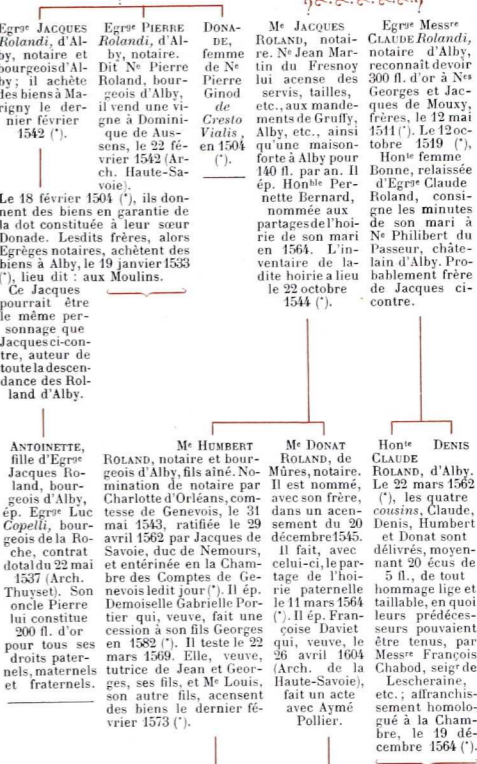 Egrge JACQUES
Rolandi, d'Al-
by, notaire et
bourgeois d'Al-
by; il achète
des biens à Ma-
rigny le der-
nier février
1542 (*).
Egrge PIERRE
Rolandi, d'Al-
by, notaire.
Dit Ne Pierre
Roland, bour-
geois d'Alby,
il vend une vi-
gne à Domini-
que de Aus-
sens, le 22 fé-
vrier 1542 (Ar-
ch. Haute-Sa-
voie).
DONA-
DE,
femme
de Ne
Pierre
Ginod
de
Cresto
Vialis,
en 1504
(*).
Le 18 février 1504 (*), ils don-
nent des biens en garantie de
la dot constituée à leur sœur
Donade. Lesdits frères, alors
Egrèges notaires, achètent des
biens à Alby, le 19 janvier 1533
(*), lieu dit : aux Moulins.
Ce Jacques
pourrait être
le même per-
sonnage que
Jacques ci-con-
tre, auteur de
toute la descen-
dance des Rol-
land d'Alby.
Me JACQUES
ROLAND, notai-
re. Ne Jean Mar-
tin du Fresnoy
lui acense des
servis, tailles,
etc., aux mande-
ments de Gruffy,
Alby, etc., ainsi
qu'une maison-
forte à Alby pour
140 fl. par an. Il
ép. Honble Per-
nette Bernard,
nommée aux
partages de l'hoi-
rie de son mari
en 1564. L'in-
ventaire de la-
dite hoirie a lieu
le 22 octobre
1544 (*).
Egrge Messre
CLAUDE Rolandi,
notaire d'Alby,
reconnaît devoir
300 fl. d'or à Nes
Georges et Jac-
ques de Mouxy,
frères, le 12 mai
1511 (*). Le 12 oc-
tobre 1519 (*),
Honte femme
Bonne, relaissée
d'Egrge Claude
Roland, consi-
gne les minutes
de son mari à
Ne Philibert du
Passeur, châte-
lain d'Alby. Pro-
bablement frère
de Jacques ci-
contre.
ANTOINETTE,
fille d'Egrge
Jacques Ro-
land, bour-
geois d'Alby,
ép. Egrge Luc
Copelli, bour-
geois de la Ro-
che, contrat
dotal du 22 mai
1537 (Arch.
Thuyset). Son
oncle Pierre
lui constitue
200 fl. d'or
pour tous ses
droits pater-
nels, maternels
et fraternels.
Me HUMBERT
ROLAND, notaire et bour-
geois d'Alby, fils aîné. No-
mination de notaire par
Charlotte d'Orléans, com-
tesse de Genevois, le 31
mai 1543, ratifiée le 29
avril 1562 par Jacques de
Savoie, duc de Nemours,
et entérinée en la Cham-
bre des Comptes de Ge-
nevois ledit jour (*). Il ép.
Demoiselle Gabrielle Por-
tier qui, veuve, fait une
cession à son fils Georges
en 1582 (*). Il teste le 22
mars 1569. Elle, veuve,
tutrice de Jean et Geor-
ges, ses fils, et Me Louis,
son autre fils, acensent
des biens le dernier fé-
vrier 1573 (*).
Me DONAT
ROLAND, de
Mûres, notaire.
Il est nommé,
avec son frère,
dans un acen-
sement du 20
décembre 1545.
Il fait, avec
celui-ci, le par-
tage de l'hoi-
rie paternelle
le 11 mars 1564
(*). Il ép. Fran-
çoise Daviet
qui, veuve, le
26 avril 1604
(Arch. de la
Haute-Savoie),
fait un acte
avec Aymé
Pollier.
Honte DENIS
CLAUDE
ROLAND, d'Alby.
Le 22 mars 1562
(*), les quatre
cousins, Claude,
Denis, Humbert
et Donat sont
délivrés, moyen-
nant 20 écus de
5 fl., de tout
hommage lige et
taillable, en quoi
leurs prédéces-
seurs pouvaient
être tenus, par
Messre François
Chabod, seigr de
Lescheraine,
etc.; affranchis-
sement homolo-
gué à la Cham-
bre, le 19 dé-
cembre 1564 (*).